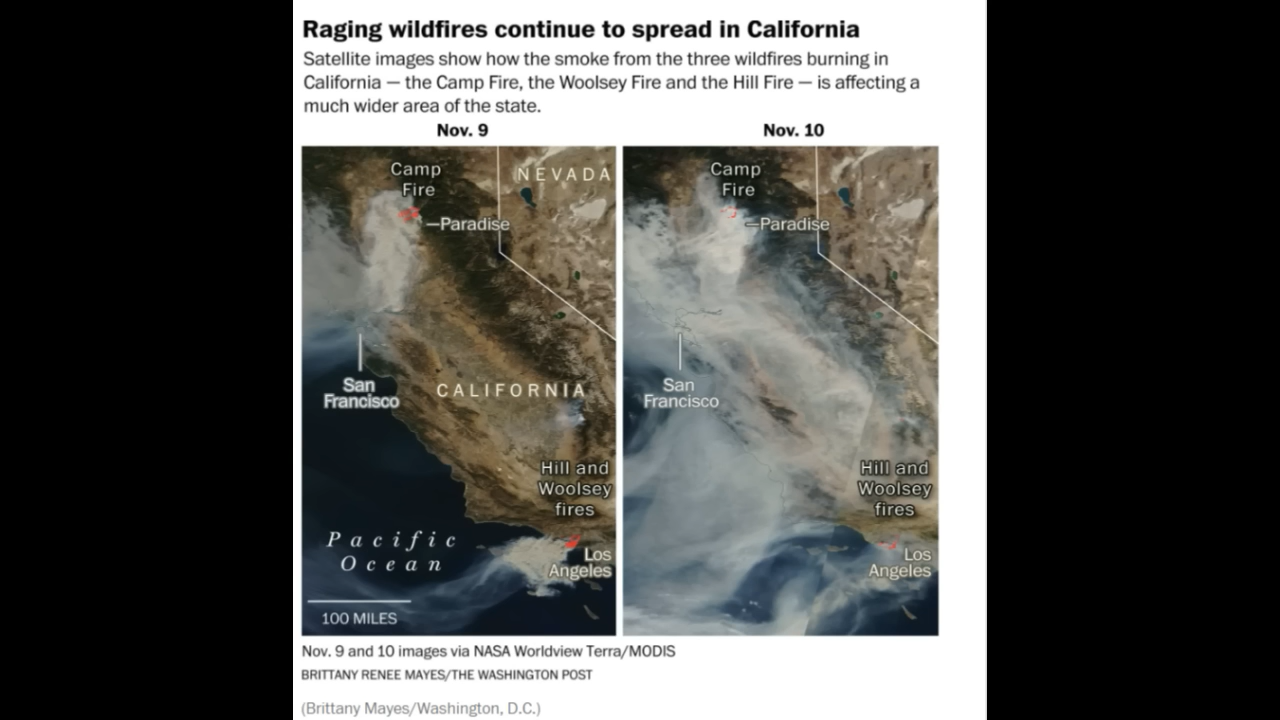 Raging wildfires continue to spread in California
Satellite images show how the smoke from the three wildfires burning in
California — the Camp Fire, the Woolsey Fire and the Hill Fire — is affecting a
much wider area of the state.
Nov. 9
Camp
Fire
NEVADA
Paradise
San
Francisco
CALIFORNIA
Hill and
Woolsey
fires
Pacific
Ocean
Los
Angeles
100 MILES
Nov. 10
Camp
Fire
Paradise
San
Francisco
Hill and
Woolsey
fires
Los
Angeles
Nov. 9 and 10 images via NASA Worldview Terra/MODIS
BRITTANY RENEE MAYES/THE WASHINGTON POST
(Brittany Mayes/Washington, D.C.)